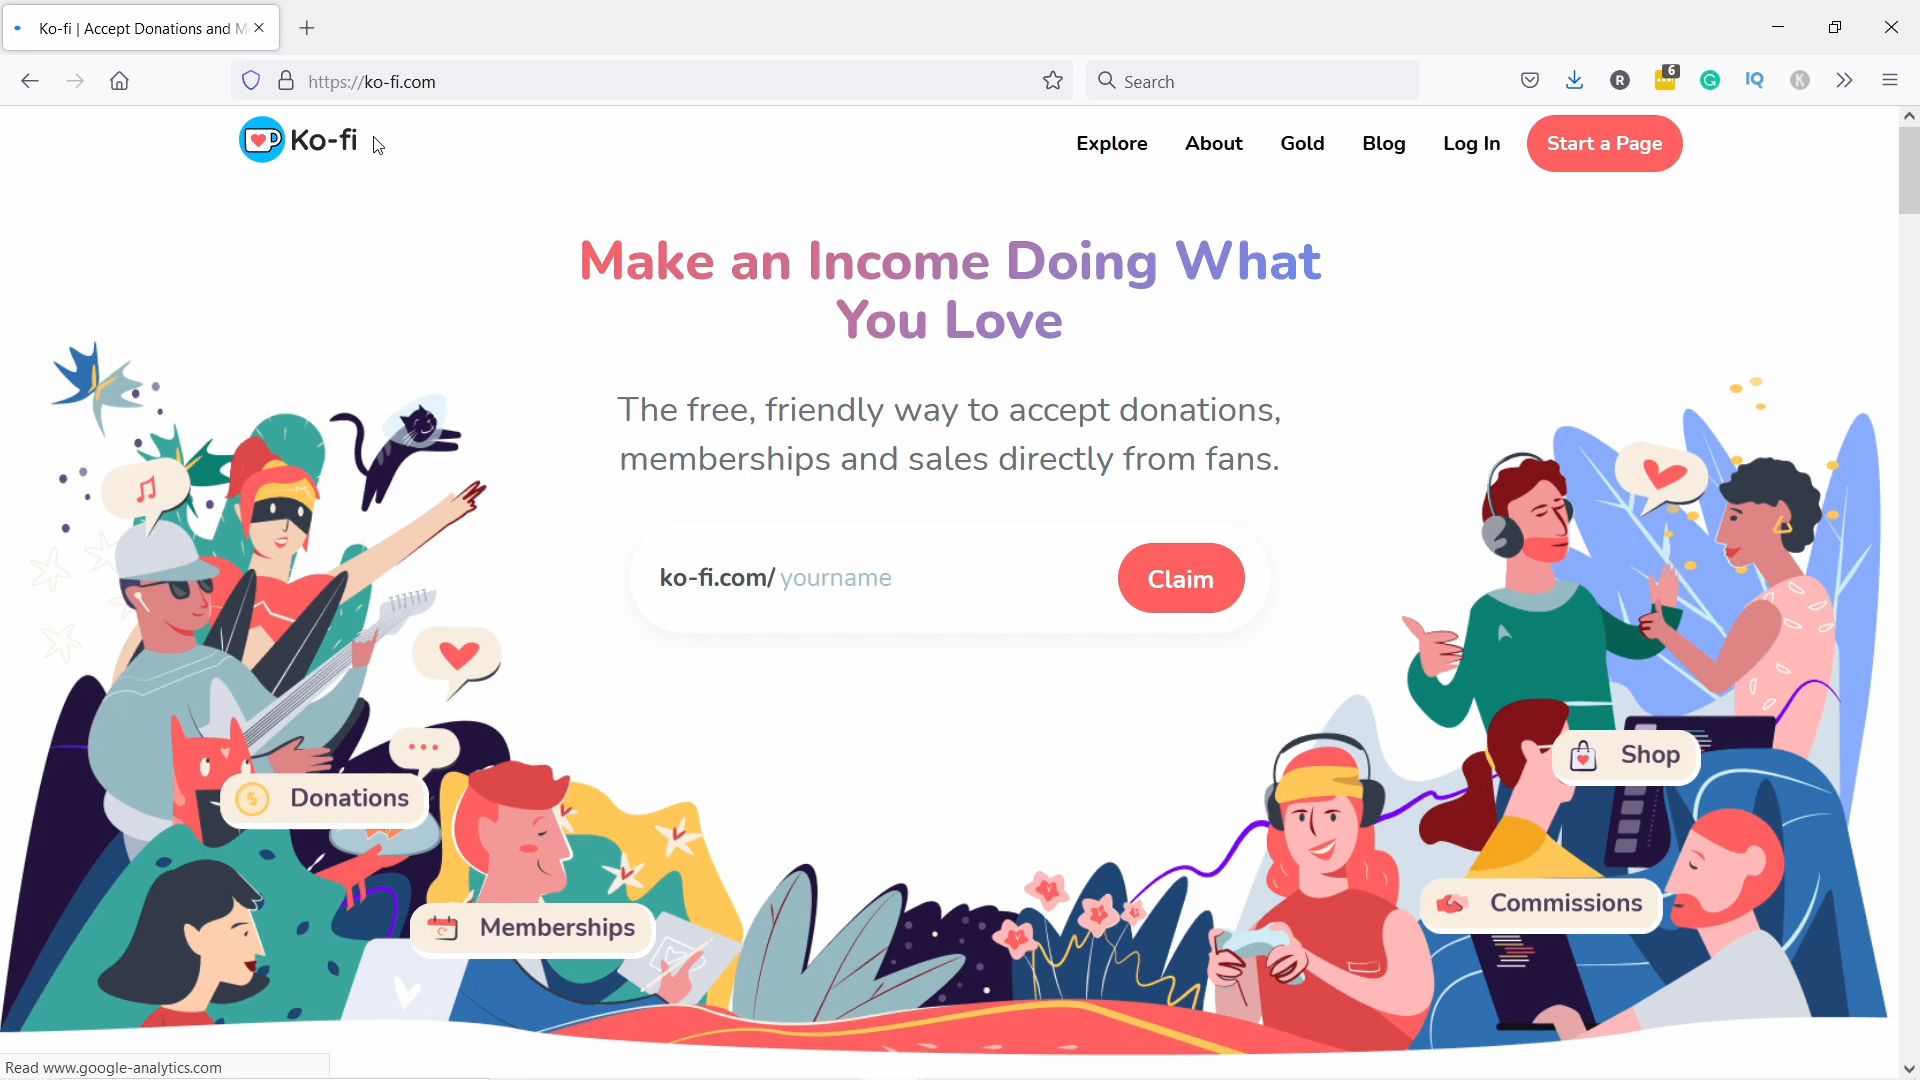 Ko-fi | Accept Donations and M
https://ko-fi.com
Search
R
6
G
IQ
K
Ko-fi
Explore
About
Gold
Blog
Log In
Start a Page
Make an Income Doing What
You Love
The free, friendly way to accept donations,
memberships and sales directly from fans.
ko-fi.com/ yourname
Claim
Shop
Donations
Commissions
Memberships
Read www.google-analytics.com